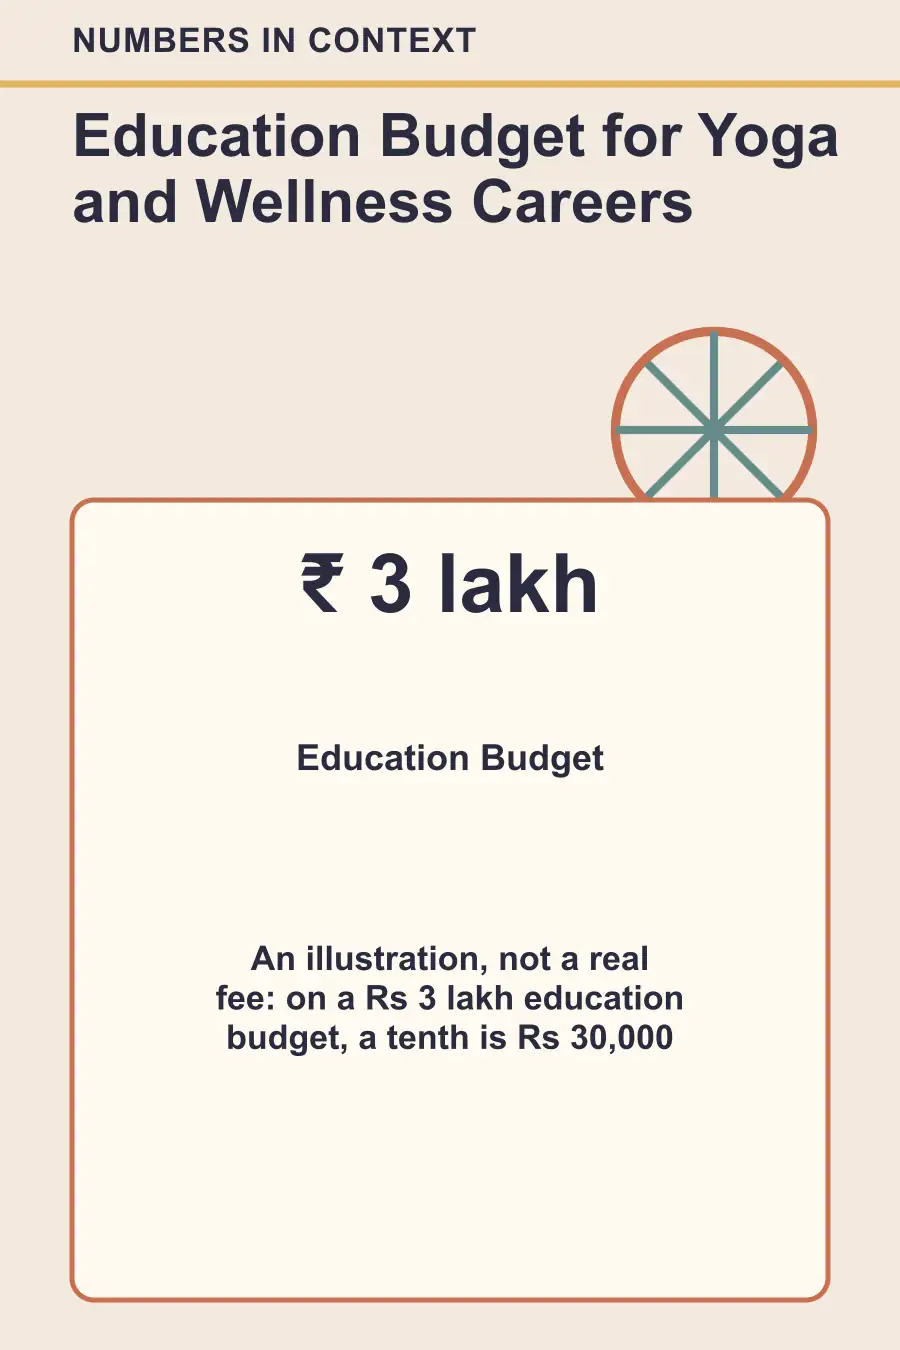 NUMBERS IN CONTEXT
Education Budget for Yoga
and Wellness Careers
₹ 3 lakh
Education Budget
An illustration, not a real
fee: on a Rs 3 lakh education
budget, a tenth is Rs 30,000